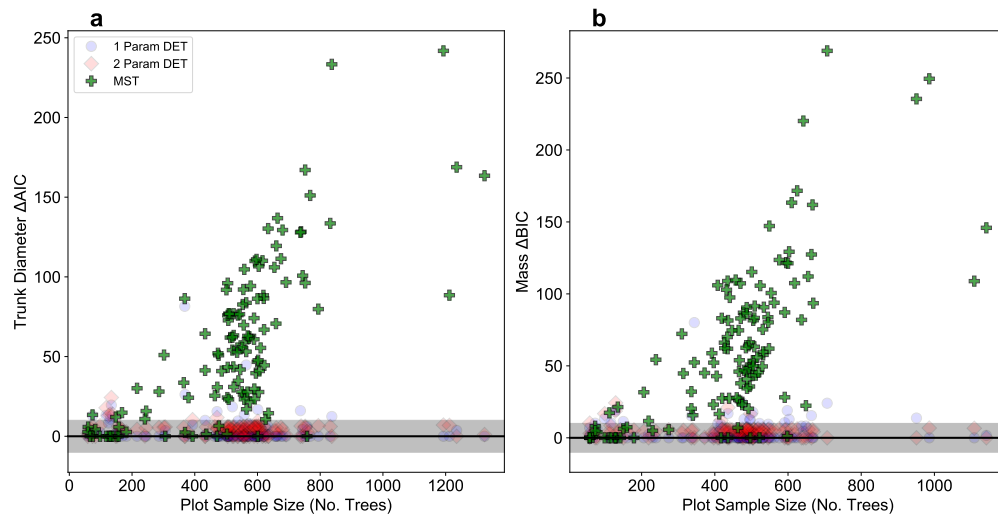 a
b
1 Param DET
2 Param DET
MST
Trunk Diameter ΔAIC
250
200
150
100
50
0
0 200 400 600 800 1000 1200
Plot Sample Size (No. Trees)
Mass ΔBIC
250
200
150
100
50
0
200 400 600 800 1000
Plot Sample Size (No. Trees)